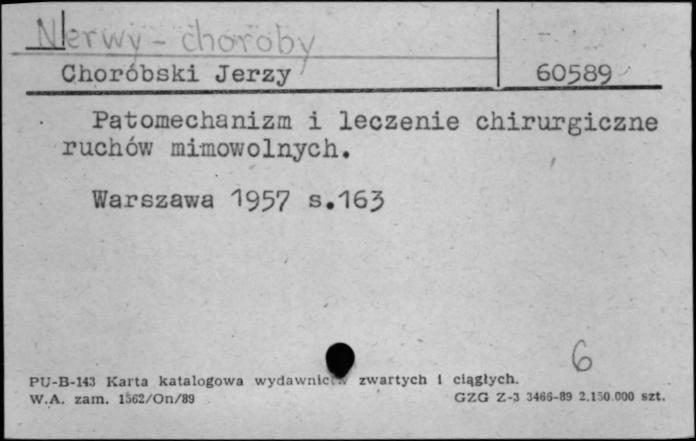 Nerwy - choroby
Choróbski Jerzy 60589
Patomechanizm i leczenie chirurgiczne
ruchów mimowolnych.
Warszawa 1957 s.163
6
PU-B-143 Karta katalogowa wydawnictw zwartych i ciągłych.
W.A. zam. 1562/On/89 GZG Z-3 3466-89 2.150.000 szt.